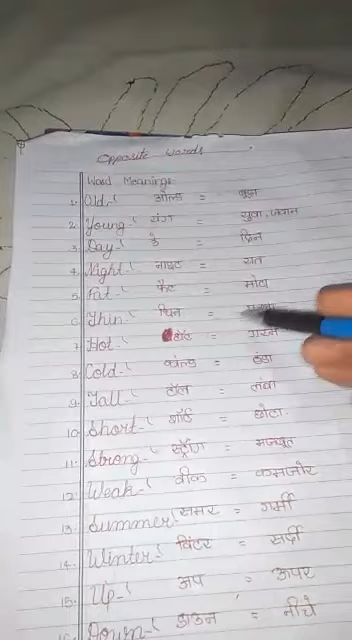 Opposite Words
Word Meanings
1. Old - ( ओल्ड = बूढ़ा
2. Young - ( यंग = युवा, जवान
3. Day - ( डे = दिन
4. Night - ( नाइट = रात
5. Fat - ( फैट = मोटा
6. Thin - ( थिन =
7. Hot - ( हॉट = गरम
8. Cold - ( कोल्ड = ठंडा
9. Tall - ( टॉल = लंबा
10. Short - ( शॉर्ट = छोटा
11. Strong - ( स्ट्रॉंग = मजबूत
12. Weak - ( वीक = कमजोर
13. Summer ( समर = गर्मी
14. Winter ( विंटर = सर्दी
15. Up - ( अप = ऊपर
16. Down - ( डाउन = नीचे